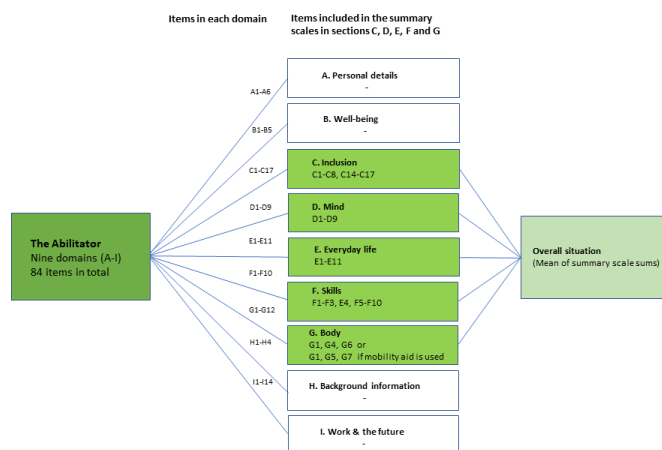 Items in each domain
Items included in the summary
scales in sections C, D, E, F and G
The Abilitator
Nine domains (A-I)
84 items in total
A1-A6
B1-B5
C1-C17
D1-D9
E1-E11
F1-F10
G1-G12
H1-H4
I1-I14
A. Personal details
-
B. Well-being
-
C. Inclusion
C1-C8, C14-C17
D. Mind
D1-D9
E. Everyday life
E1-E11
F. Skills
F1-F3, E4, F5-F10
G. Body
G1, G4, G6 or
G1, G5, G7 if mobility aid is used
H. Background information
-
I. Work & the future
-
Overall situation
(Mean of summary scale sums)